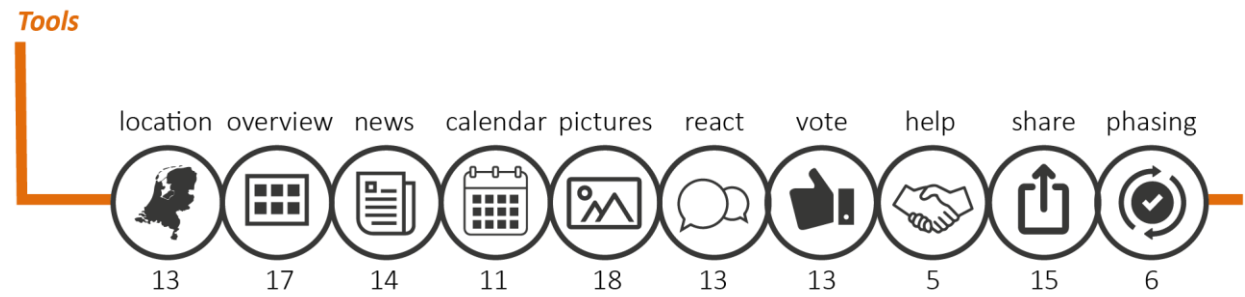 Tools
location overview news calendar pictures react vote help share phasing
13 17 14 11 18 13 13 5 15 6